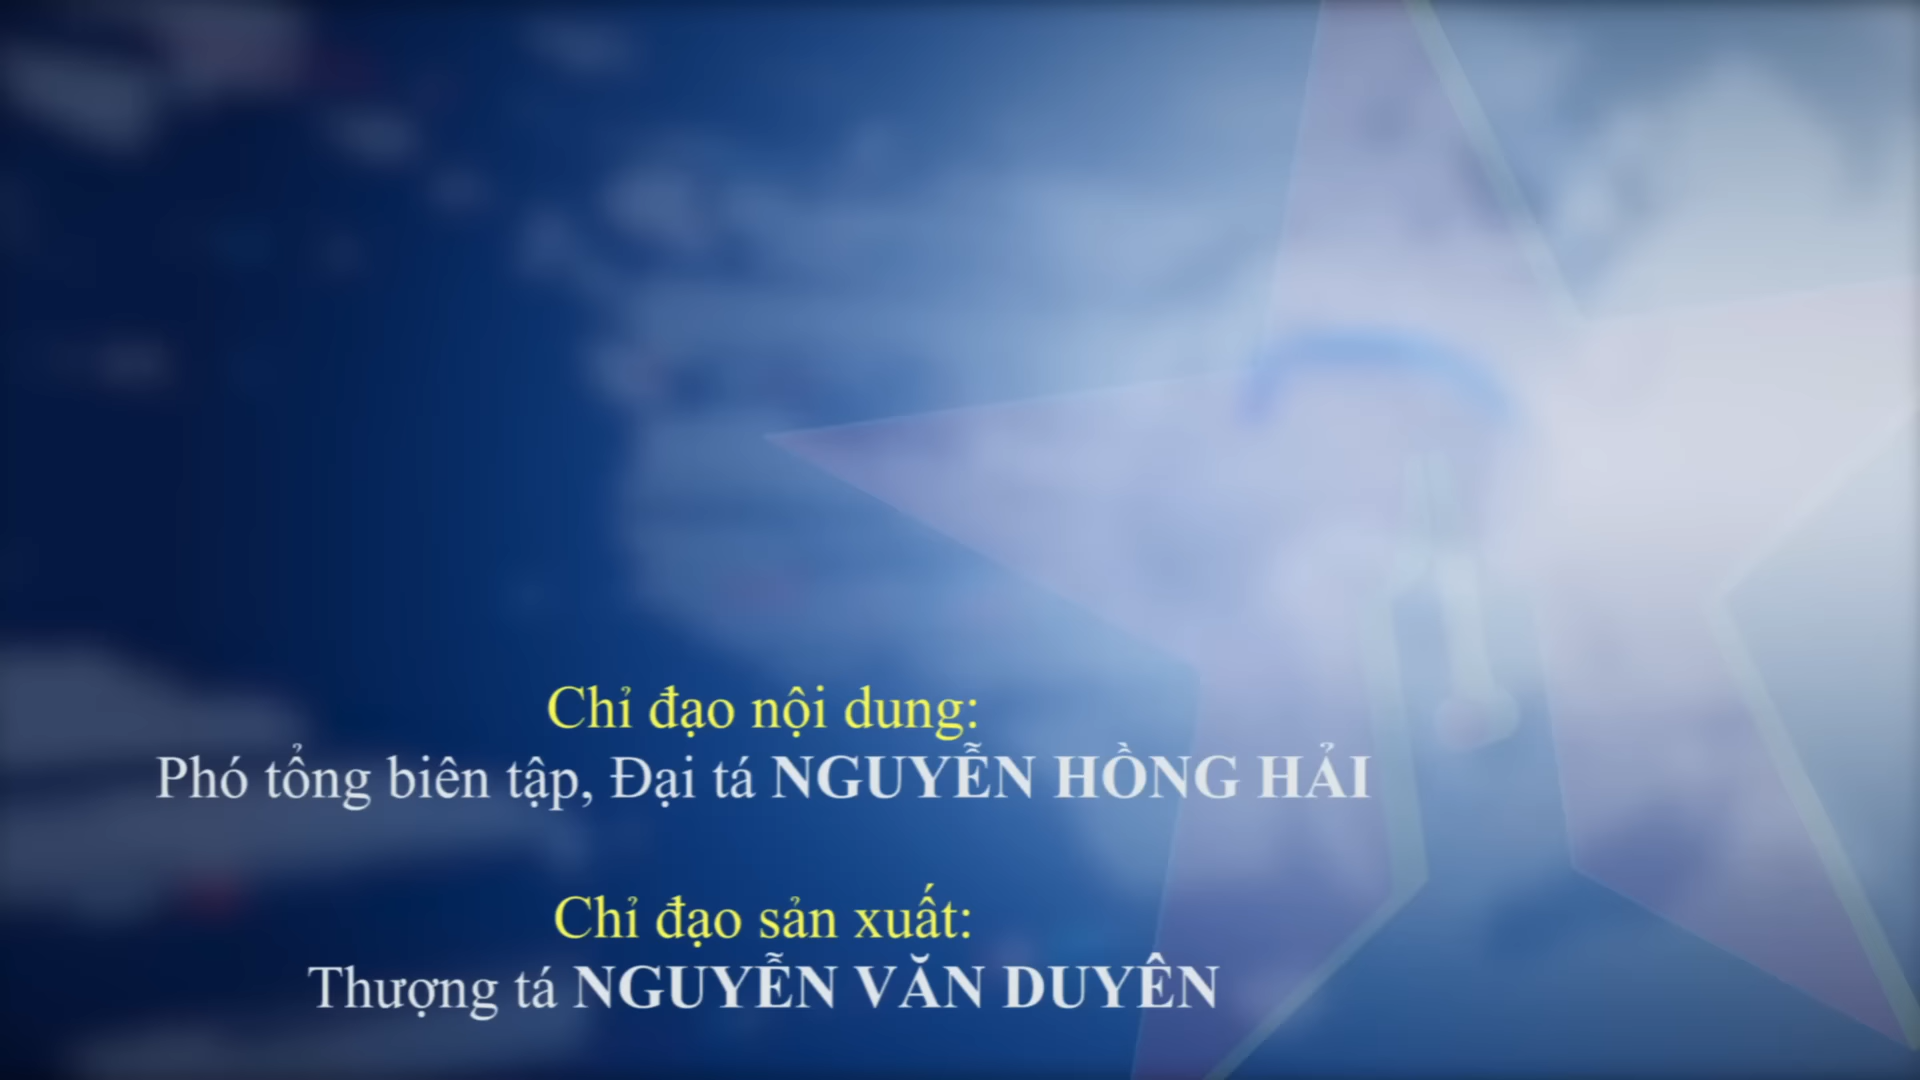 Chỉ đạo nội dung:
Phó tổng biên tập, Đại tá NGUYỄN HỒNG HẢI
Chỉ đạo sản xuất:
Thượng tá NGUYỄN VĂN DUYÊN